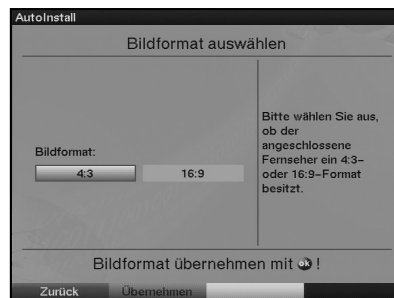 AutoInstall
Bildformat auswählen
Bildformat:
4:3 16:9
Bitte wählen Sie aus,
ob der
angeschlossene
Fernseher ein 4:3-
oder 16:9-Format
besitzt.
Bildformat übernehmen mit ok !
Zurück Übernehmen